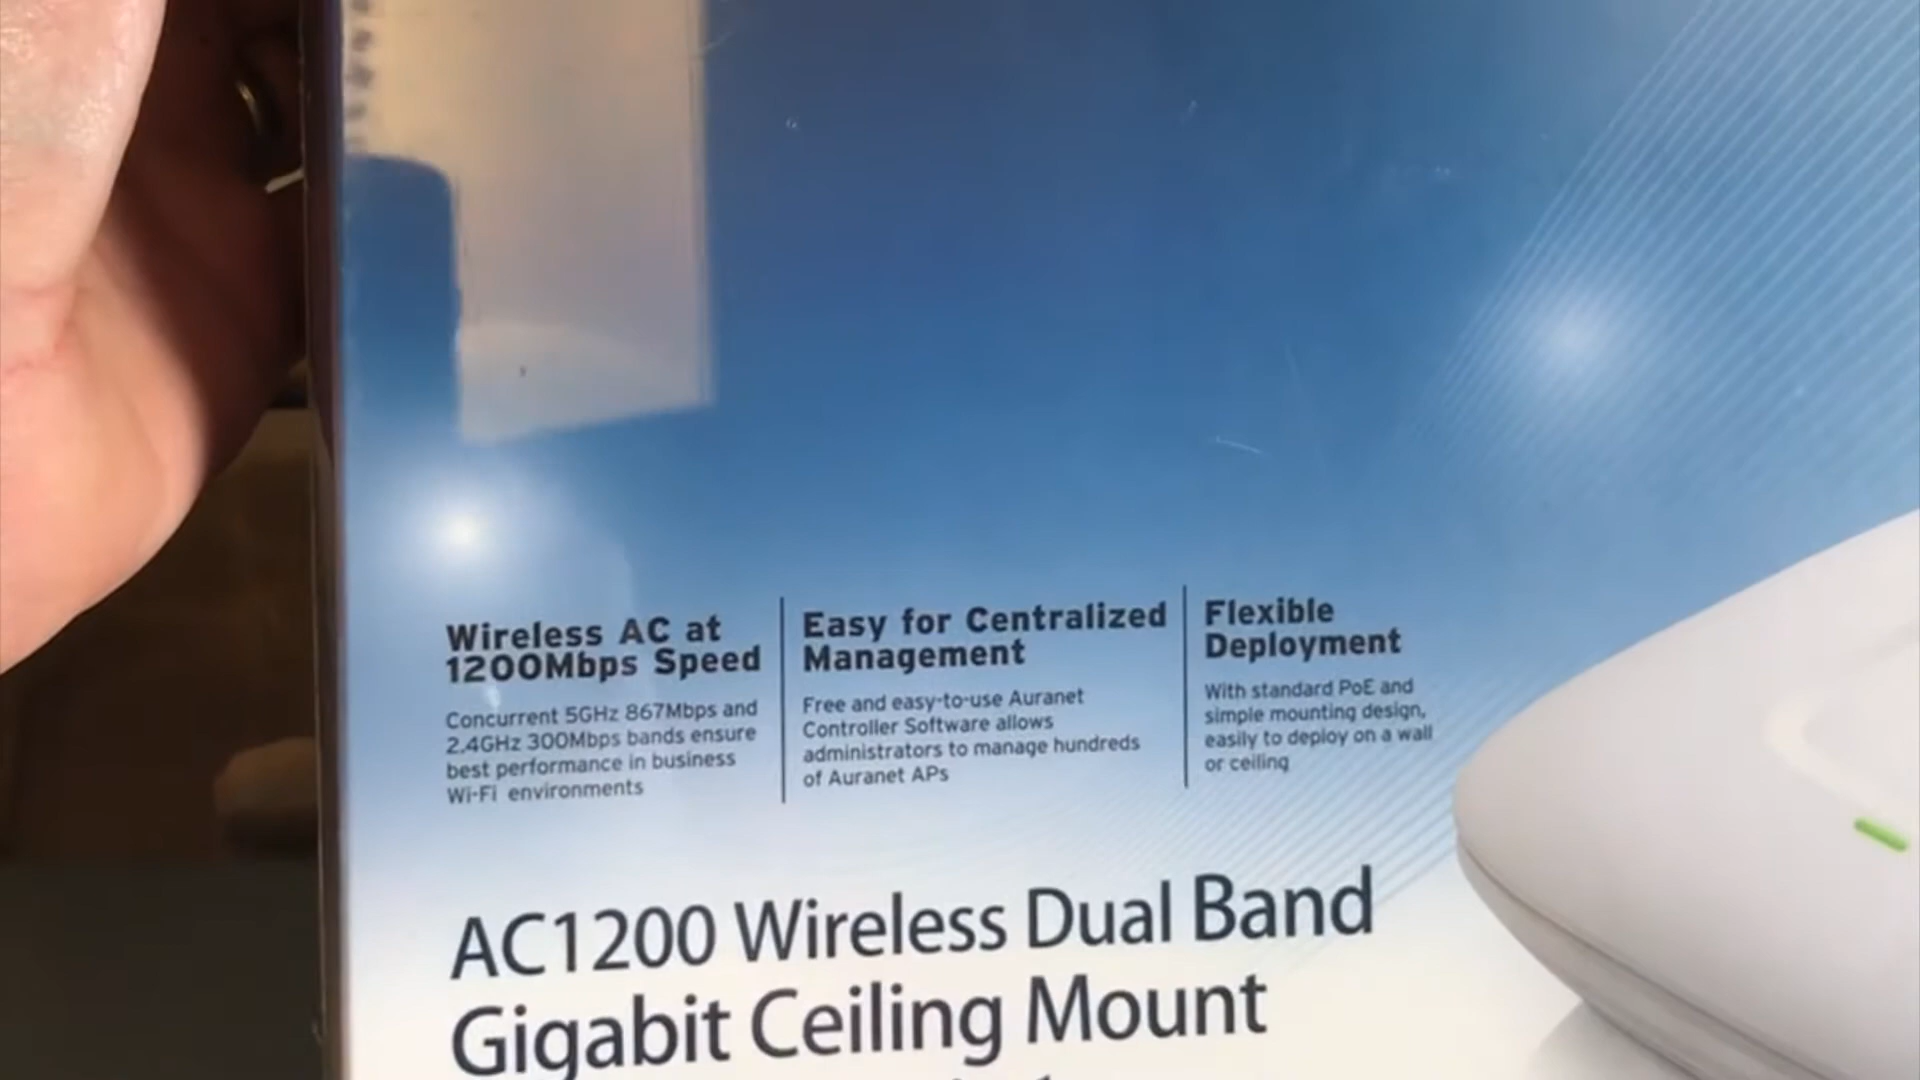 Wireless AC at
1200Mbps Speed
Concurrent 5GHz 867Mbps and
2.4GHz 300Mbps bands ensure
best performance in business
Wi-Fi environments
Easy for Centralized
Management
Free and easy-to-use Auranet
Controller Software allows
administrators to manage hundreds
of Auranet APs
Flexible
Deployment
With standard PoE and
simple mounting design,
easily to deploy on a wall
or ceiling
AC1200 Wireless Dual Band
Gigabit Ceiling Mount